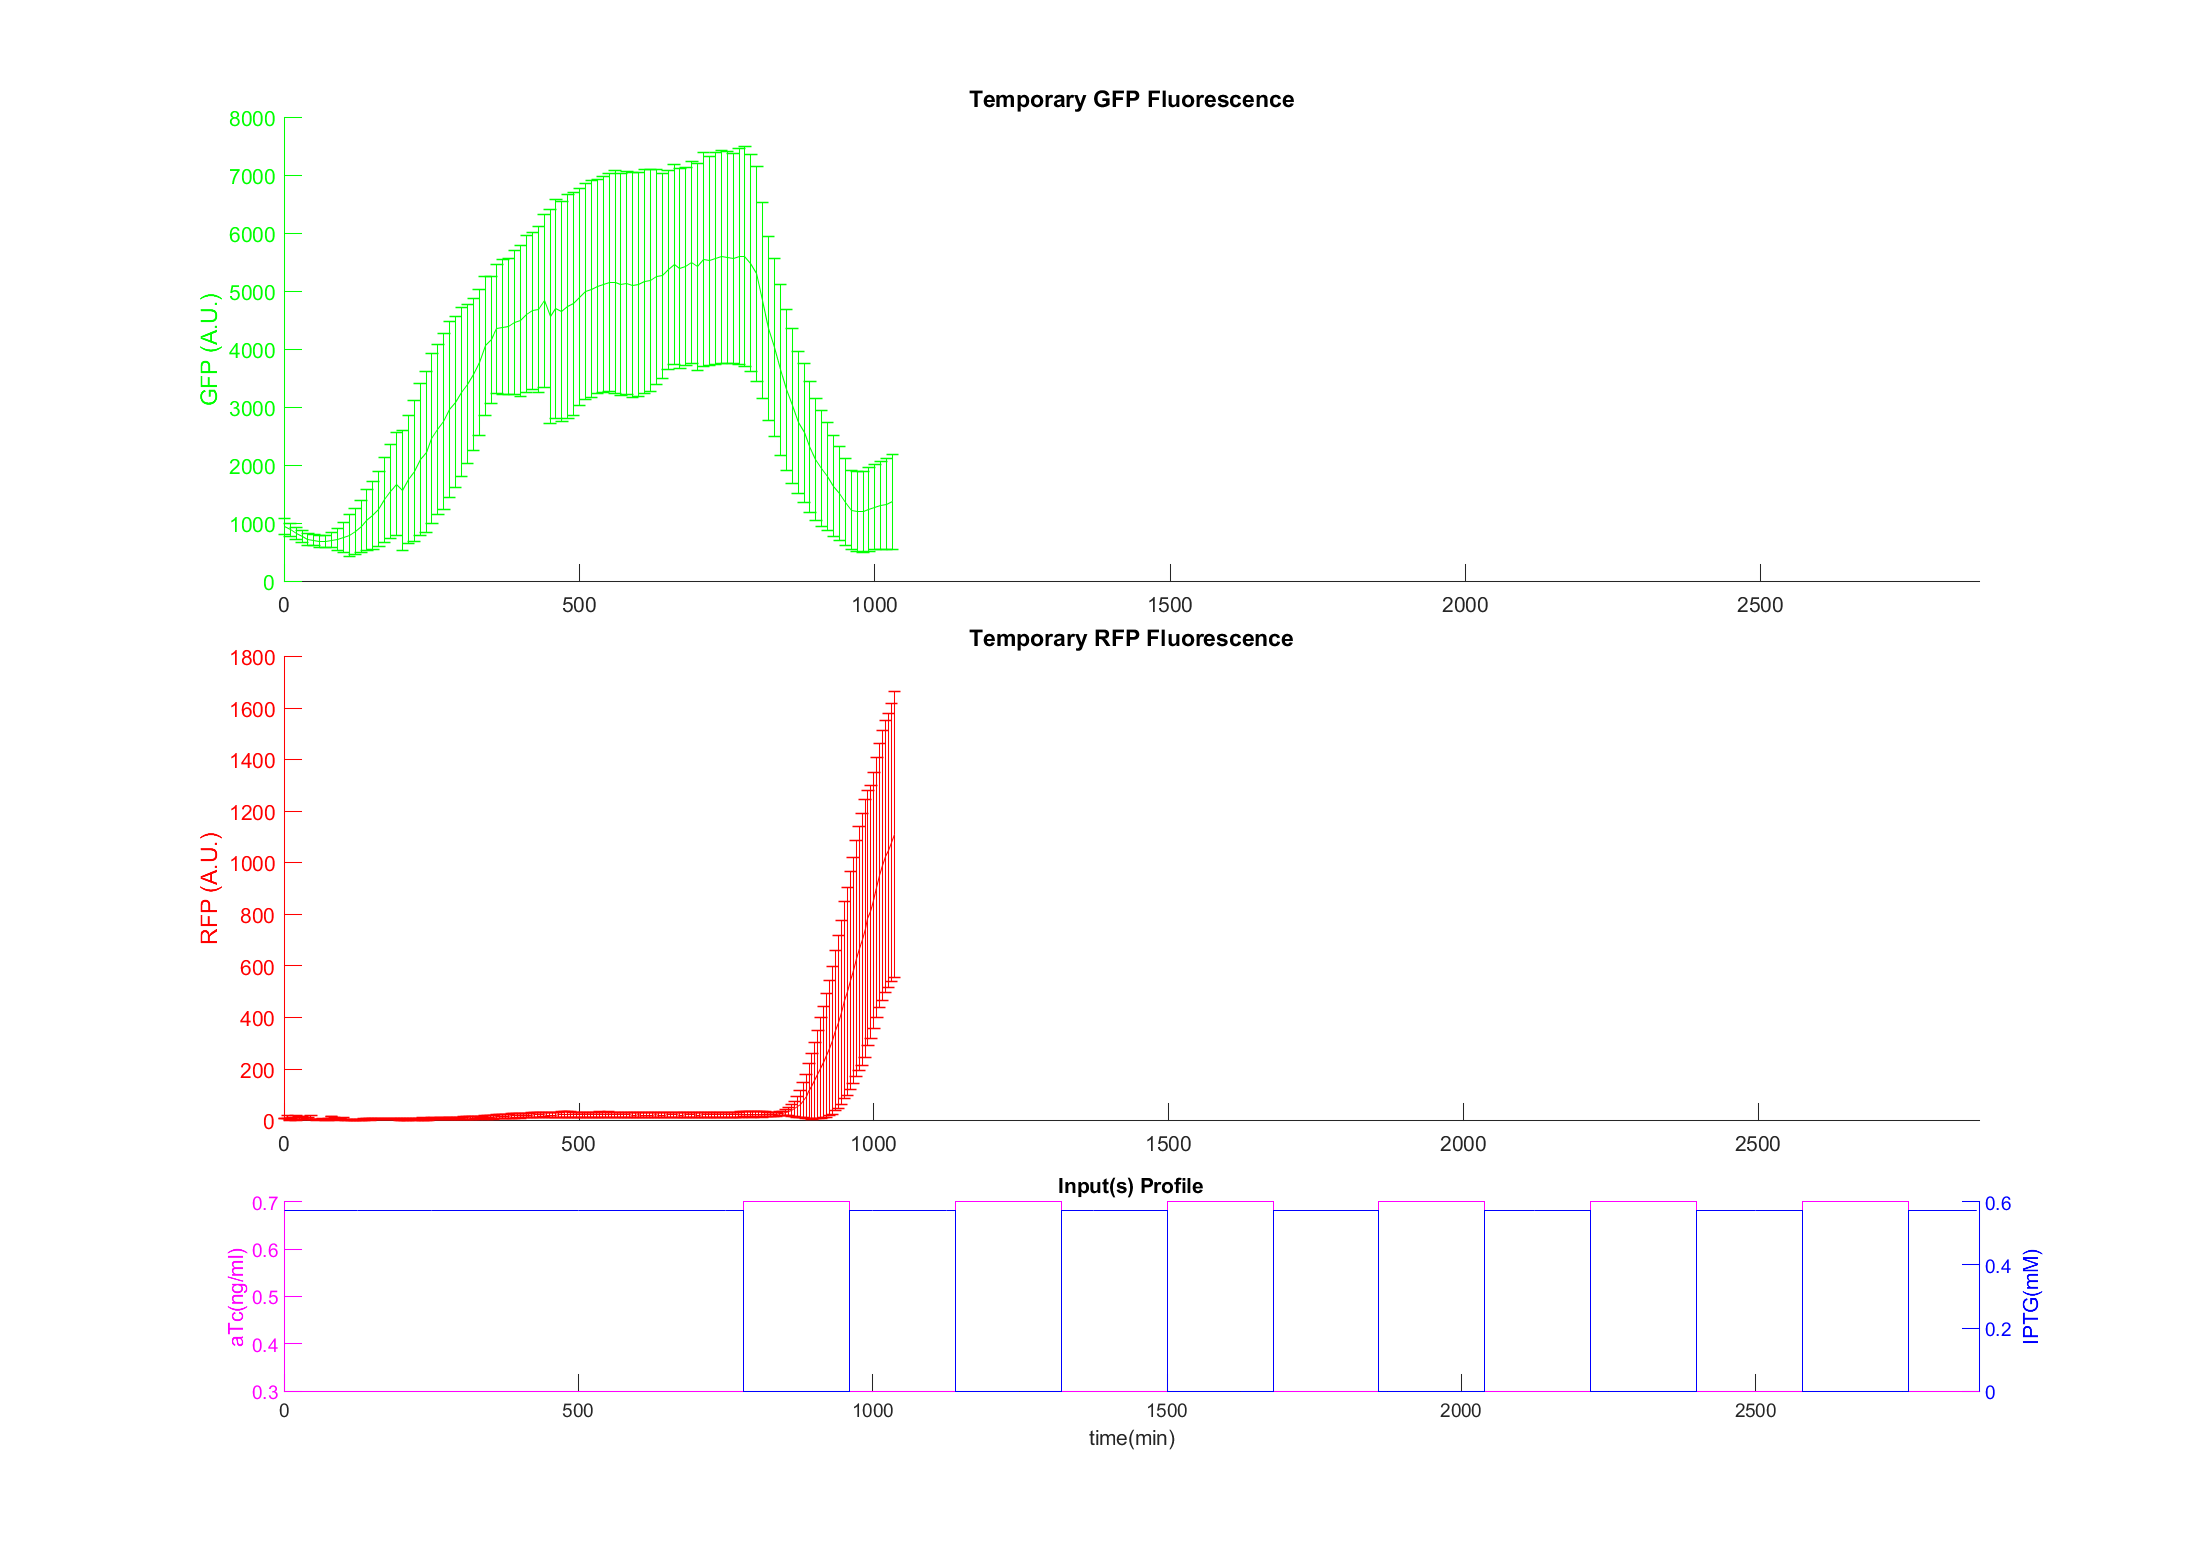 Temporary GFP Fluorescence
8000
7000
6000
5000
4000
3000
2000
1000
0
GFP (A.U.)
0 500 1000 1500 2000 2500
Temporary RFP Fluorescence
1800
1600
1400
1200
1000
800
600
400
200
0
RFP (A.U.)
0 500 1000 1500 2000 2500
Input(s) Profile
0.7
0.6
0.5
0.4
0.3
aTc(ng/ml)
0.6
0.4
0.2
0
IPTG(mM)
0 500 1000 1500 2000 2500
time(min)